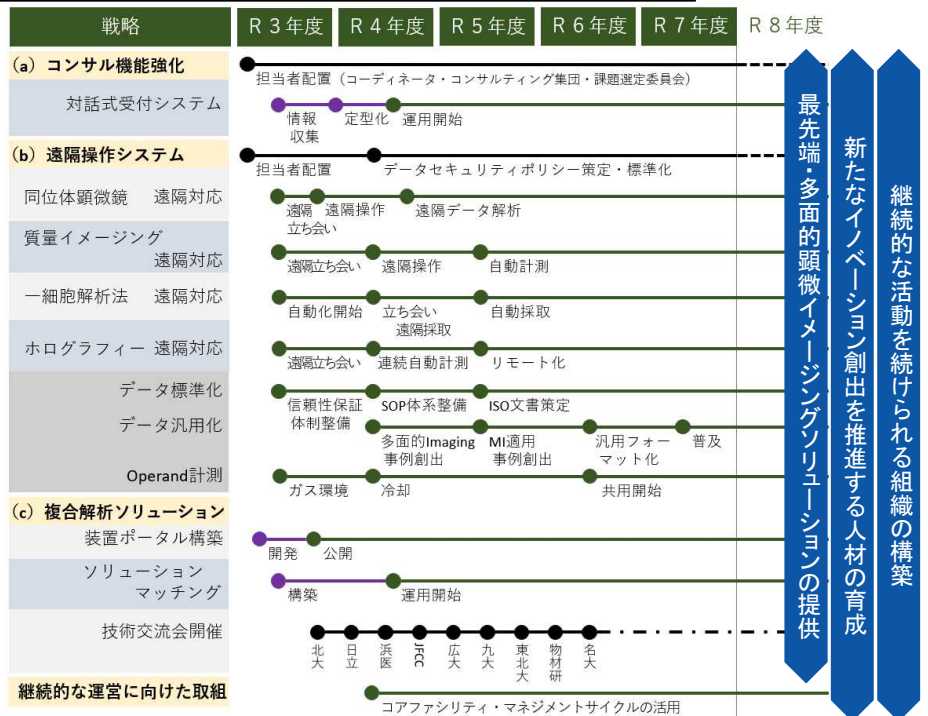 戦略
R3年度
R4年度
R5年度
R6年度
R7年度
R8年度
(a) コンサル機能強化
担当者配置（コーディネータ・コンサルティング集団・課題選定委員会）
対話式受付システム
情報
収集
定型化
運用開始
(b) 遠隔操作システム
担当者配置
データセキュリティポリシー策定・標準化
同位体顕微鏡 遠隔対応
遠隔
立ち会い
遠隔操作
遠隔データ解析
質量イメージング
遠隔対応
遠隔立ち会い
遠隔操作
自動計測
一細胞解析法 遠隔対応
自動化開始
立ち会い
遠隔採取
自動採取
ホログラフィー 遠隔対応
遠隔立ち会い
連続自動計測
リモート化
データ標準化
信頼性保証
体制整備
SOP体系整備
ISO文書策定
データ汎用化
多面的Imaging
事例創出
MI適用
事例創出
汎用フォー
マット化
普及
Operand計測
ガス環境
冷却
共用開始
(c) 複合解析ソリューション
装置ポータル構築
開発
公開
ソリューション
マッチング
構築
運用開始
技術交流会開催
北大
日立
浜医
JFCC
広大
九大
東北大
物材研
名大
継続的な運営に向けた取組
コアファシリティ・マネジメントサイクルの活用
最先端・多面的顕微イメージングソリューションの提供
新たなイノベーション創出を推進する人材の育成
継続的な活動を続けられる組織の構築